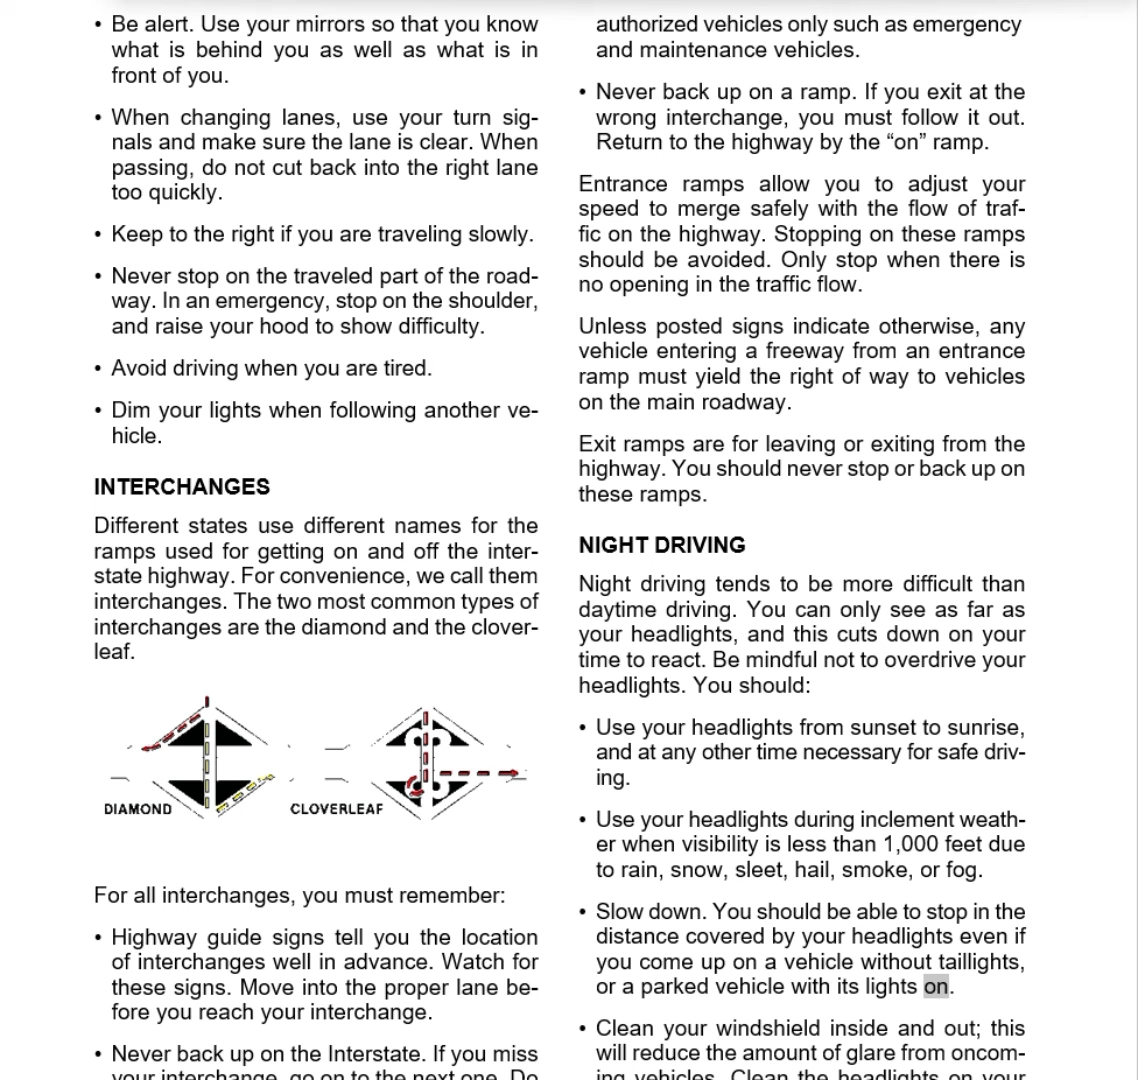 • Be alert. Use your mirrors so that you know
what is behind you as well as what is in
front of you.
• When changing lanes, use your turn sig-
nals and make sure the lane is clear. When
passing, do not cut back into the right lane
too quickly.
• Keep to the right if you are traveling slowly.
• Never stop on the traveled part of the road-
way. In an emergency, stop on the shoulder,
and raise your hood to show difficulty.
• Avoid driving when you are tired.
• Dim your lights when following another ve-
hicle.
INTERCHANGES
Different states use different names for the
ramps used for getting on and off the inter-
state highway. For convenience, we call them
interchanges. The two most common types of
interchanges are the diamond and the clover-
leaf.
DIAMOND
CLOVERLEAF
For all interchanges, you must remember:
• Highway guide signs tell you the location
of interchanges well in advance. Watch for
these signs. Move into the proper lane be-
fore you reach your interchange.
• Never back up on the Interstate. If you miss
your interchange, go on to the next one. Do
authorized vehicles only such as emergency
and maintenance vehicles.
• Never back up on a ramp. If you exit at the
wrong interchange, you must follow it out.
Return to the highway by the “on” ramp.
Entrance ramps allow you to adjust your
speed to merge safely with the flow of traf-
fic on the highway. Stopping on these ramps
should be avoided. Only stop when there is
no opening in the traffic flow.
Unless posted signs indicate otherwise, any
vehicle entering a freeway from an entrance
ramp must yield the right of way to vehicles
on the main roadway.
Exit ramps are for leaving or exiting from the
highway. You should never stop or back up on
these ramps.
NIGHT DRIVING
Night driving tends to be more difficult than
daytime driving. You can only see as far as
your headlights, and this cuts down on your
time to react. Be mindful not to overdrive your
headlights. You should:
• Use your headlights from sunset to sunrise,
and at any other time necessary for safe driv-
ing.
• Use your headlights during inclement weath-
er when visibility is less than 1,000 feet due
to rain, snow, sleet, hail, smoke, or fog.
• Slow down. You should be able to stop in the
distance covered by your headlights even if
you come up on a vehicle without taillights,
or a parked vehicle with its lights on.
• Clean your windshield inside and out; this
will reduce the amount of glare from oncom-
ing vehicles. Clean the headlights on your